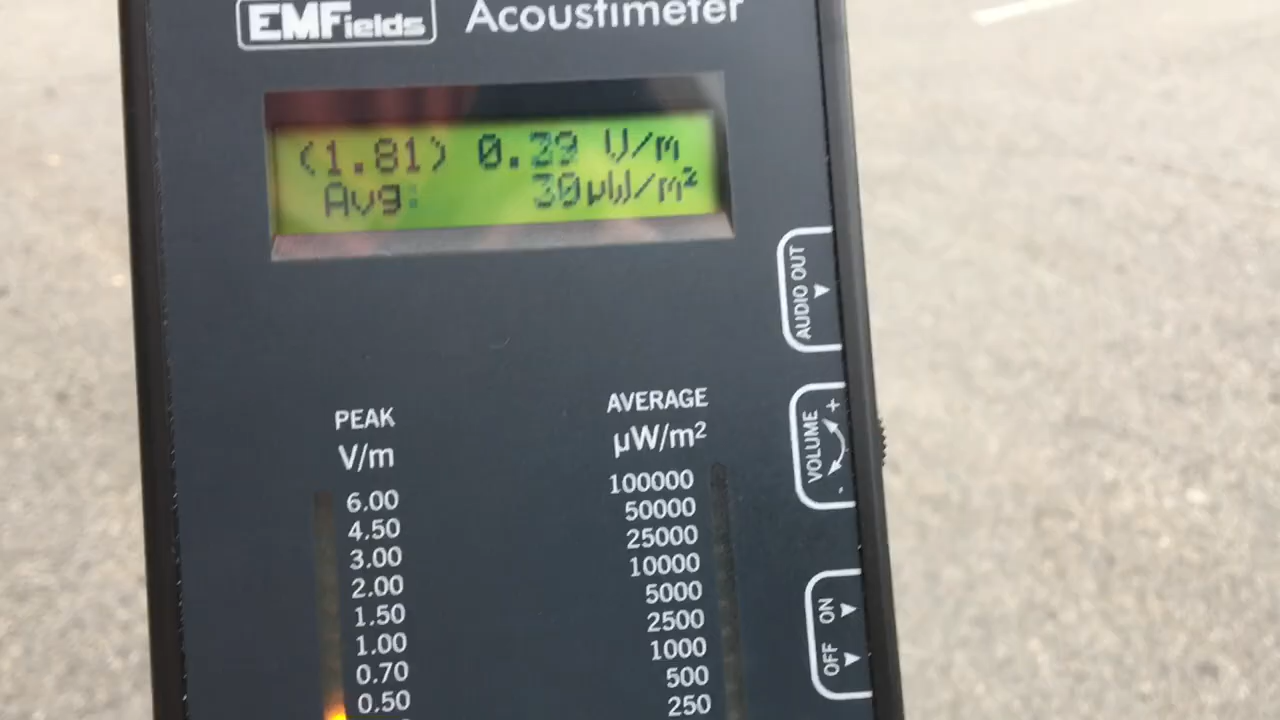 EMFields Acoustimeter
(1.81) 0.39 V/m
Avg: 30µW/m²
AUDIO OUT
PEAK
V/m
6.00
4.50
3.00
2.00
1.50
1.00
0.70
0.50
AVERAGE
µW/m²
100000
50000
25000
10000
5000
2500
1000
500
250
VOLUME
- +
OFF ON